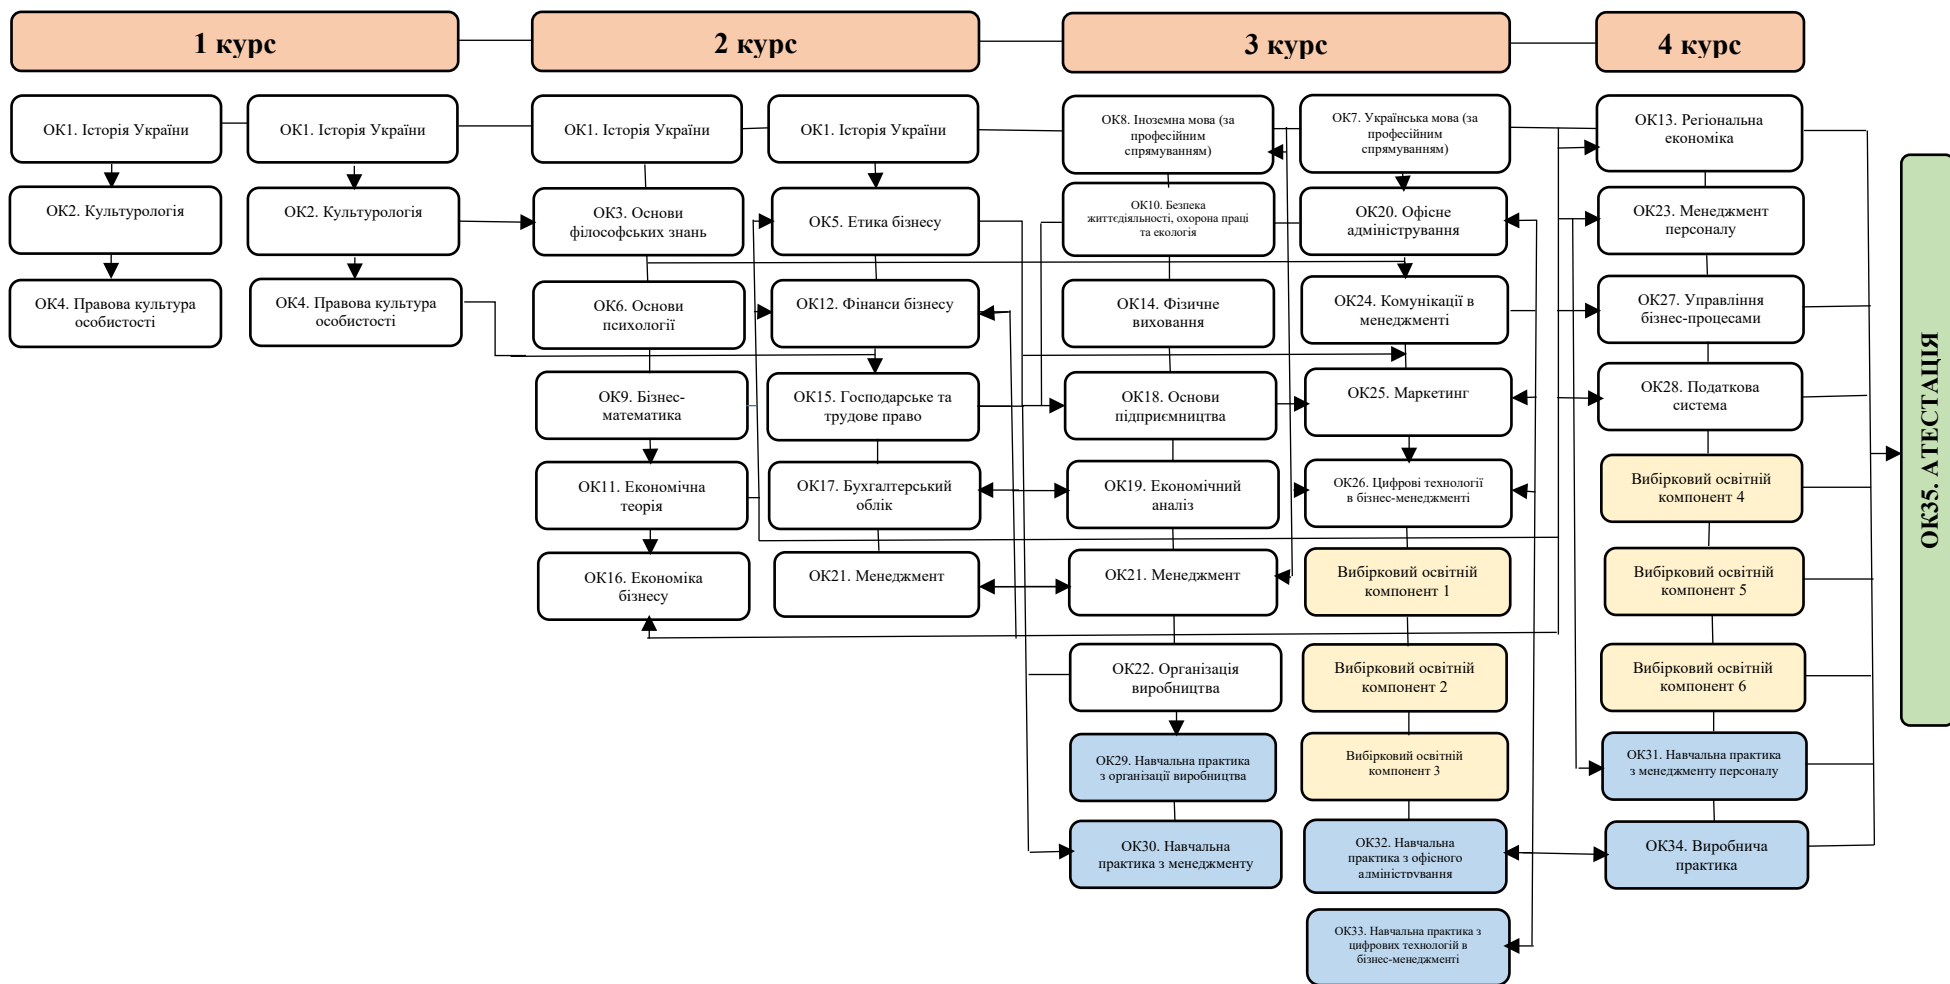 1 курс
2 курс
3 курс
4 курс
ОК1. Історія України
ОК2. Культурологія
ОК4. Правова культура
особистості
ОК1. Історія України
ОК2. Культурологія
ОК4. Правова культура
особистості
ОК1. Історія України
ОК3. Основи
філософських знань
ОК6. Основи
психології
ОК9. Бізнес-
математика
ОК11. Економічна
теорія
ОК16. Економіка
бізнесу
ОК1. Історія України
ОК5. Етика бізнесу
ОК12. Фінанси бізнесу
ОК15. Господарське та
трудове право
ОК17. Бухгалтерський
облік
ОК21. Менеджмент
ОК8. Іноземна мова (за
професійним
спрямуванням)
ОК10. Безпека
життєдіяльності, охорона праці
та екологія
ОК14. Фізичне
виховання
ОК18. Основи
підприємництва
ОК19. Економічний
аналіз
ОК21. Менеджмент
ОК22. Організація
виробництва
ОК29. Навчальна практика
з організації виробництва
ОК30. Навчальна
практика з менеджменту
ОК7. Українська мова (за
професійним
спрямуванням)
ОК20. Офісне
адміністрування
ОК24. Комунікації в
менеджменті
ОК25. Маркетинг
ОК26. Цифрові технології
в бізнес-менеджменті
Вибірковий освітній
компонент 1
Вибірковий освітній
компонент 2
Вибірковий освітній
компонент 3
ОК32. Навчальна
практика з офісного
адміністрування
ОК33. Навчальна практика з
цифрових технологій в
бізнес-менеджменті
ОК13. Регіональна
економіка
ОК23. Менеджмент
персоналу
ОК27. Управління
бізнес-процесами
ОК28. Податкова
система
Вибірковий освітній
компонент 4
Вибірковий освітній
компонент 5
Вибірковий освітній
компонент 6
ОК31. Навчальна практика
з менеджменту персоналу
ОК34. Виробнича
практика
ОК35. АТЕСТАЦІЯ